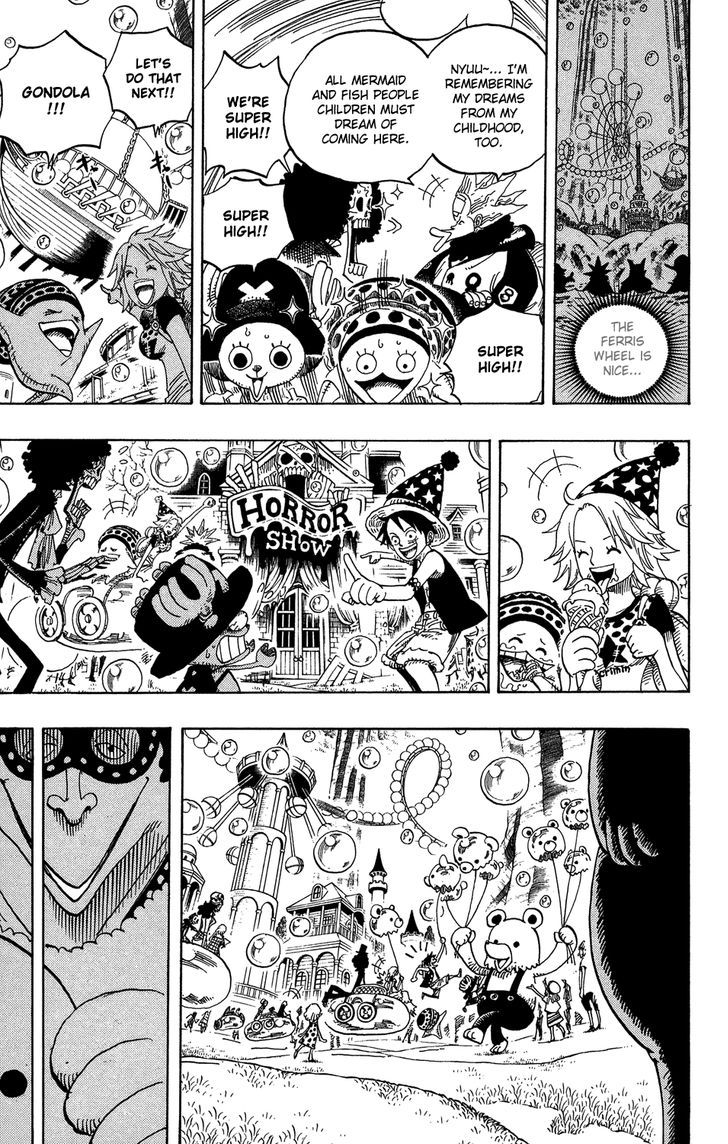 THE
FERRIS
WHEEL IS
NICE...
NYUU~... I'M
REMEMBERING
MY DREAMS
FROM MY
CHILDHOOD,
TOO.
ALL MERMAID
AND FISH PEOPLE
CHILDREN MUST
DREAM OF
COMING HERE.
WE'RE
SUPER
HIGH!!
SUPER
HIGH!!
SUPER
HIGH!!
8
LET'S
DO THAT
NEXT!!
GONDOLA
!!!
crimin
HORROR
SHOW